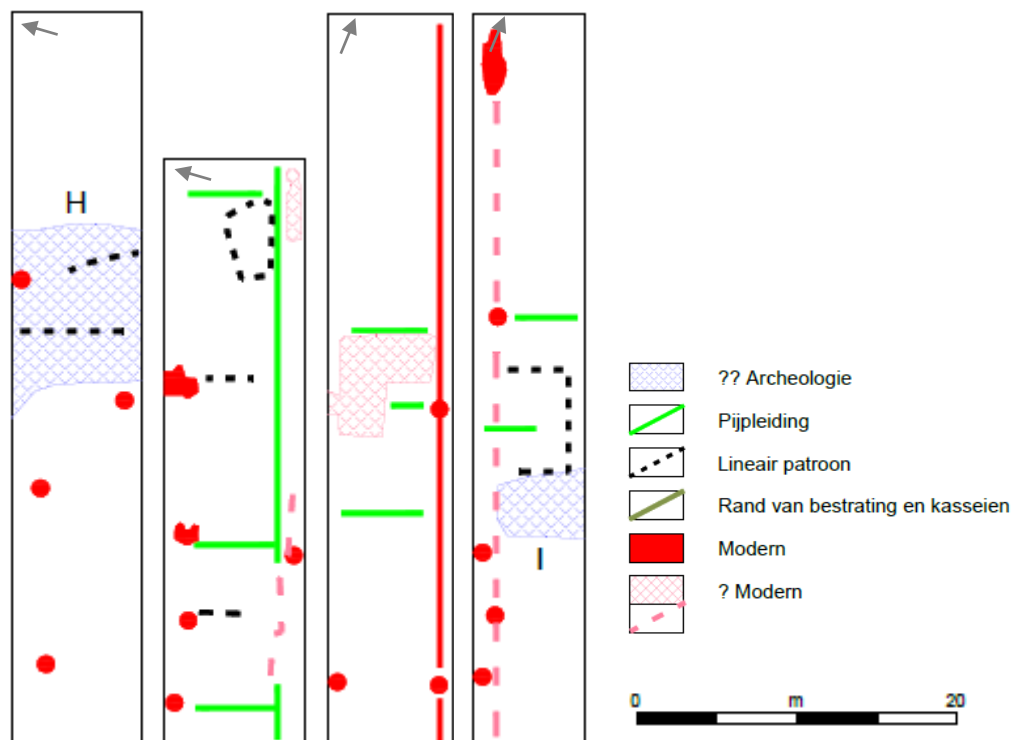 H
I
?? Archeologie
Pijpleiding
Lineair patroon
Rand van bestrating en kasseien
Modern
? Modern
0 m 20